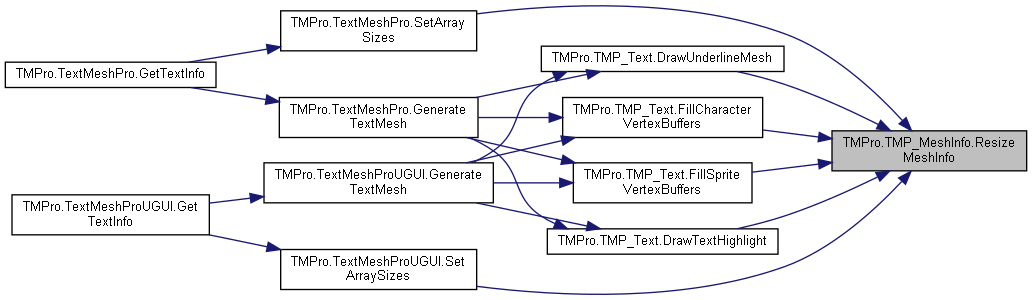 TMPro.TextMeshPro.SetArray
Sizes
TMPro.TMP_Text.DrawUnderlineMesh
TMPro.TextMeshPro.GetTextInfo
TMPro.TextMeshPro.Generate
TextMesh
TMPro.TMP_Text.FillCharacter
VertexBuffers
TMPro.TMP_MeshInfo.Resize
MeshInfo
TMPro.TextMeshProUGUI.Generate
TextMesh
TMPro.TMP_Text.FillSprite
VertexBuffers
TMPro.TextMeshProUGUI.Get
TextInfo
TMPro.TMP_Text.DrawTextHighlight
TMPro.TextMeshProUGUI.Set
ArraySizes